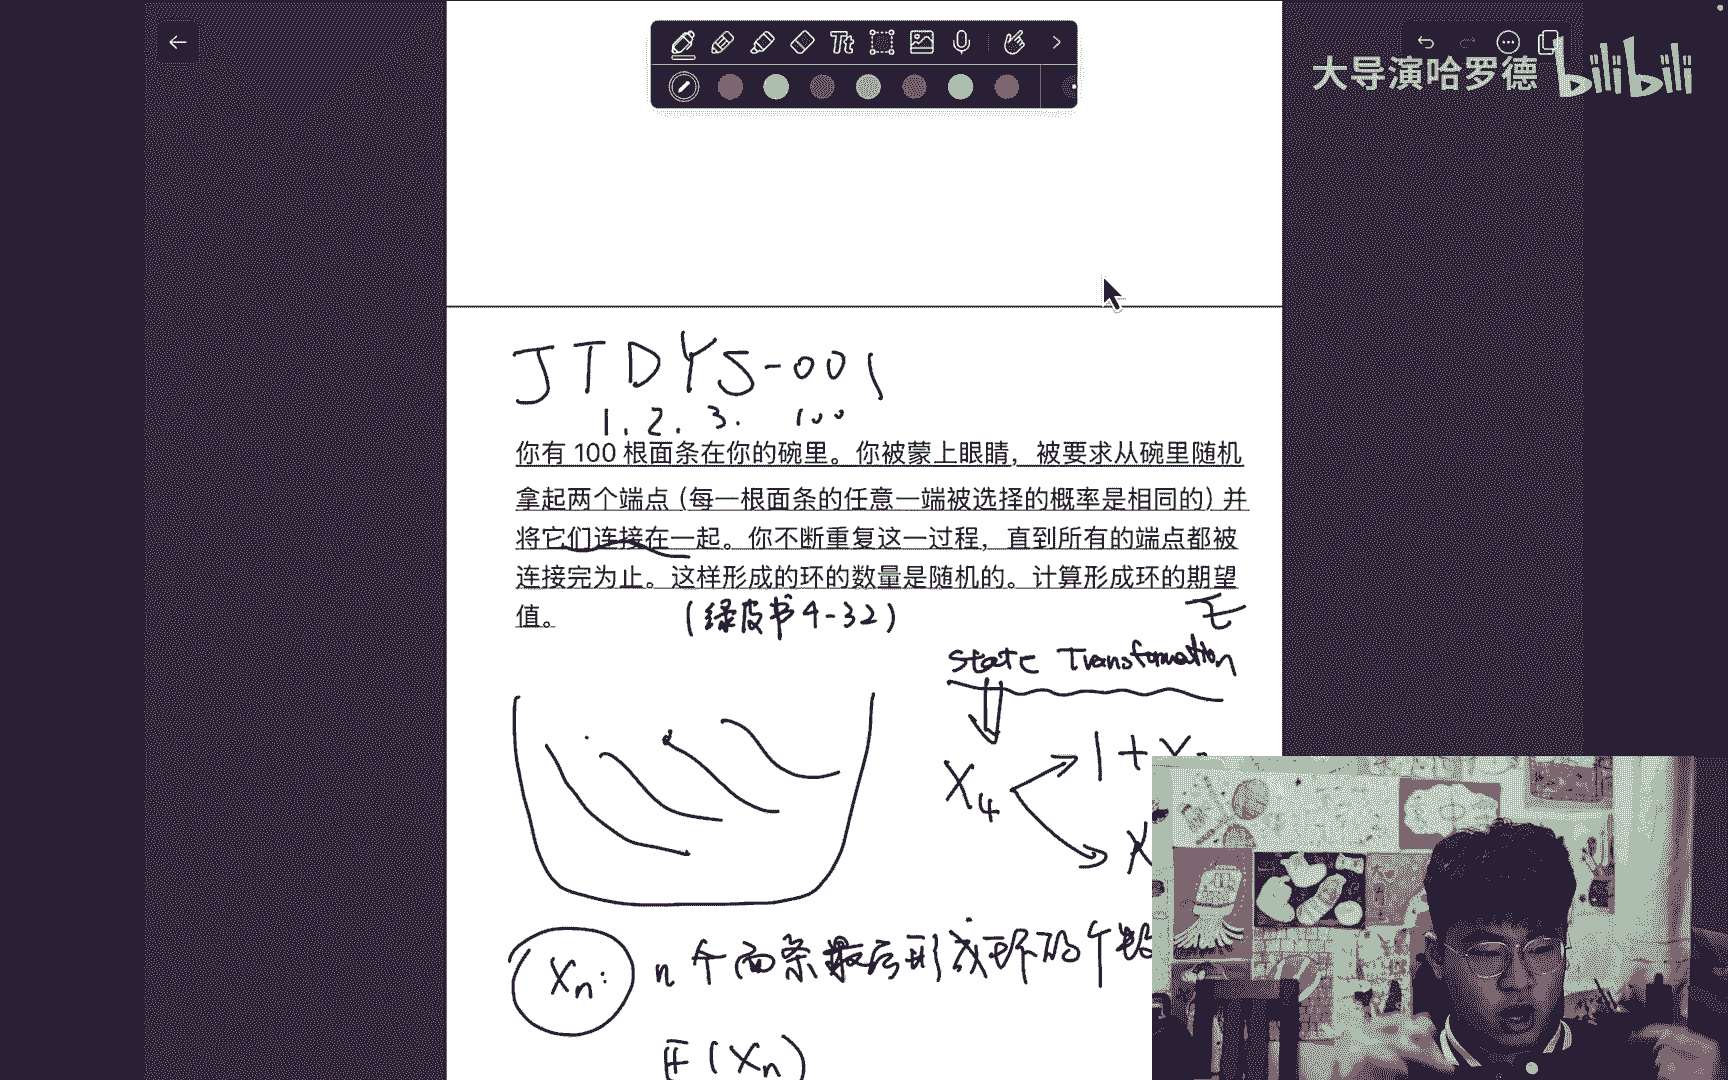 大导演哈罗德 bilibili
Tt
JTDYS-001
1. 2. 3. 100
你有 100 根面条在你的碗里。你被蒙上眼睛，被要求从碗里随机
拿起两个端点（每一根面条的任意一端被选择的概率是相同的）并
将它们连接在一起。你不断重复这一过程，直到所有的端点都被
连接完为止。这样形成的环的数量是随机的。计算形成环的期望
值。
(绿皮书4-32)
E
State Transformation
1+X
X4
X
Xn: n个面条最后形成环的个数
E(Xn)